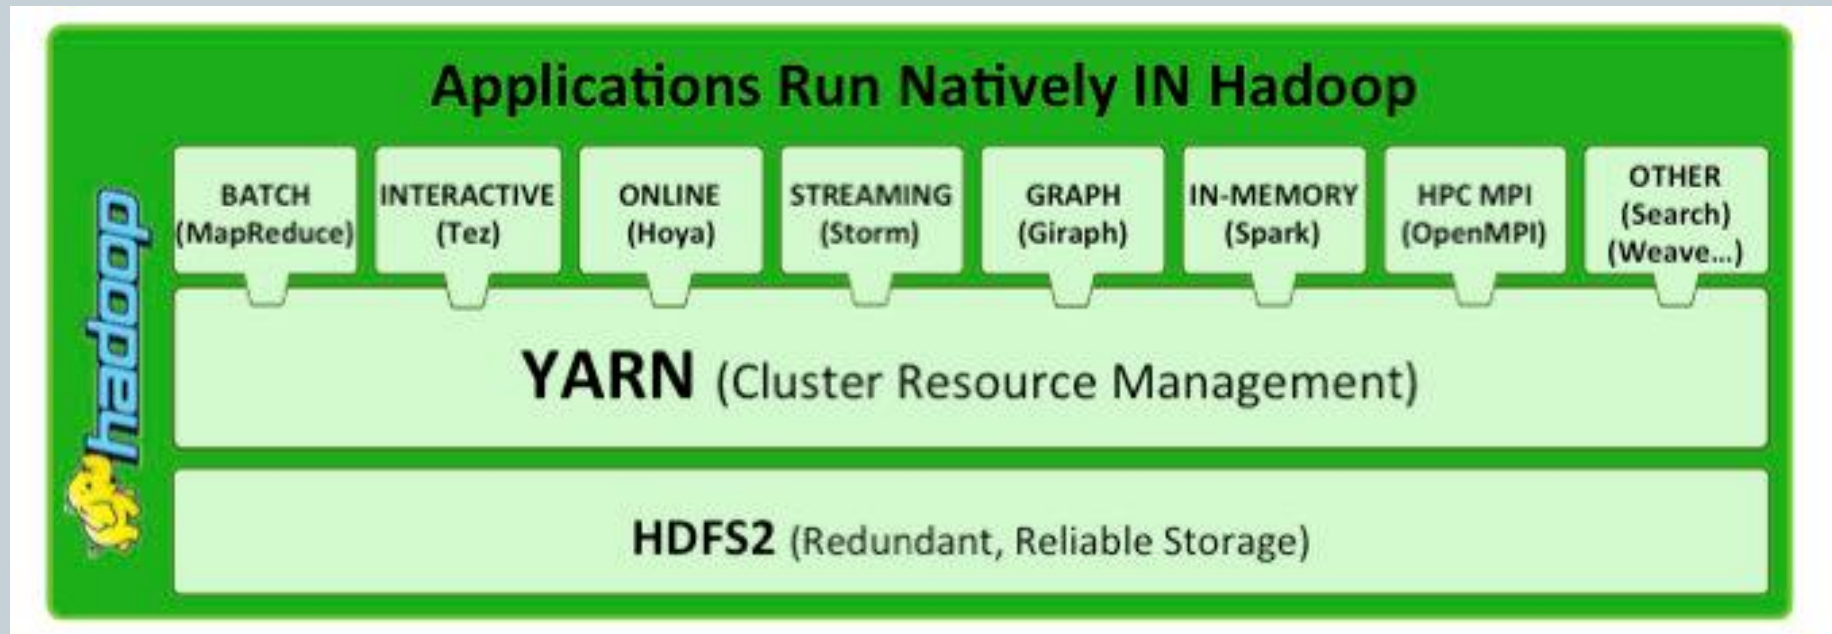 Applications Run Natively IN Hadoop
BATCH
(MapReduce)
INTERACTIVE
(Tez)
ONLINE
(Hoya)
STREAMING
(Storm)
GRAPH
(Giraph)
IN-MEMORY
(Spark)
HPC MPI
(OpenMPI)
OTHER
(Search)
(Weave...)
hadoop
YARN (Cluster Resource Management)
HDFS2 (Redundant, Reliable Storage)